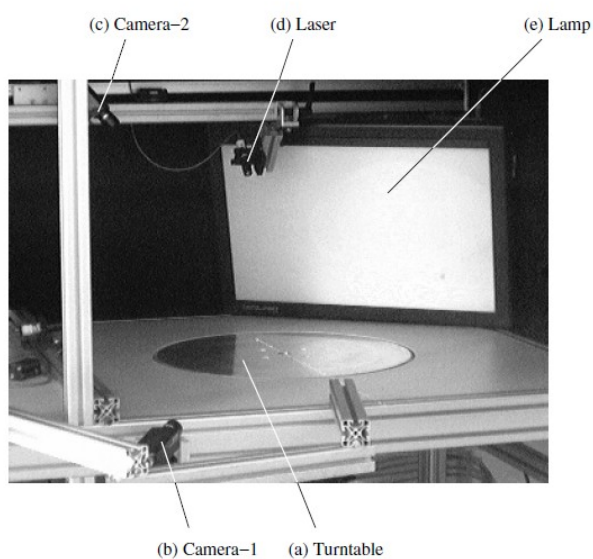 (c) Camera−2
(d) Laser
(e) Lamp
(b) Camera−1
(a) Turntable